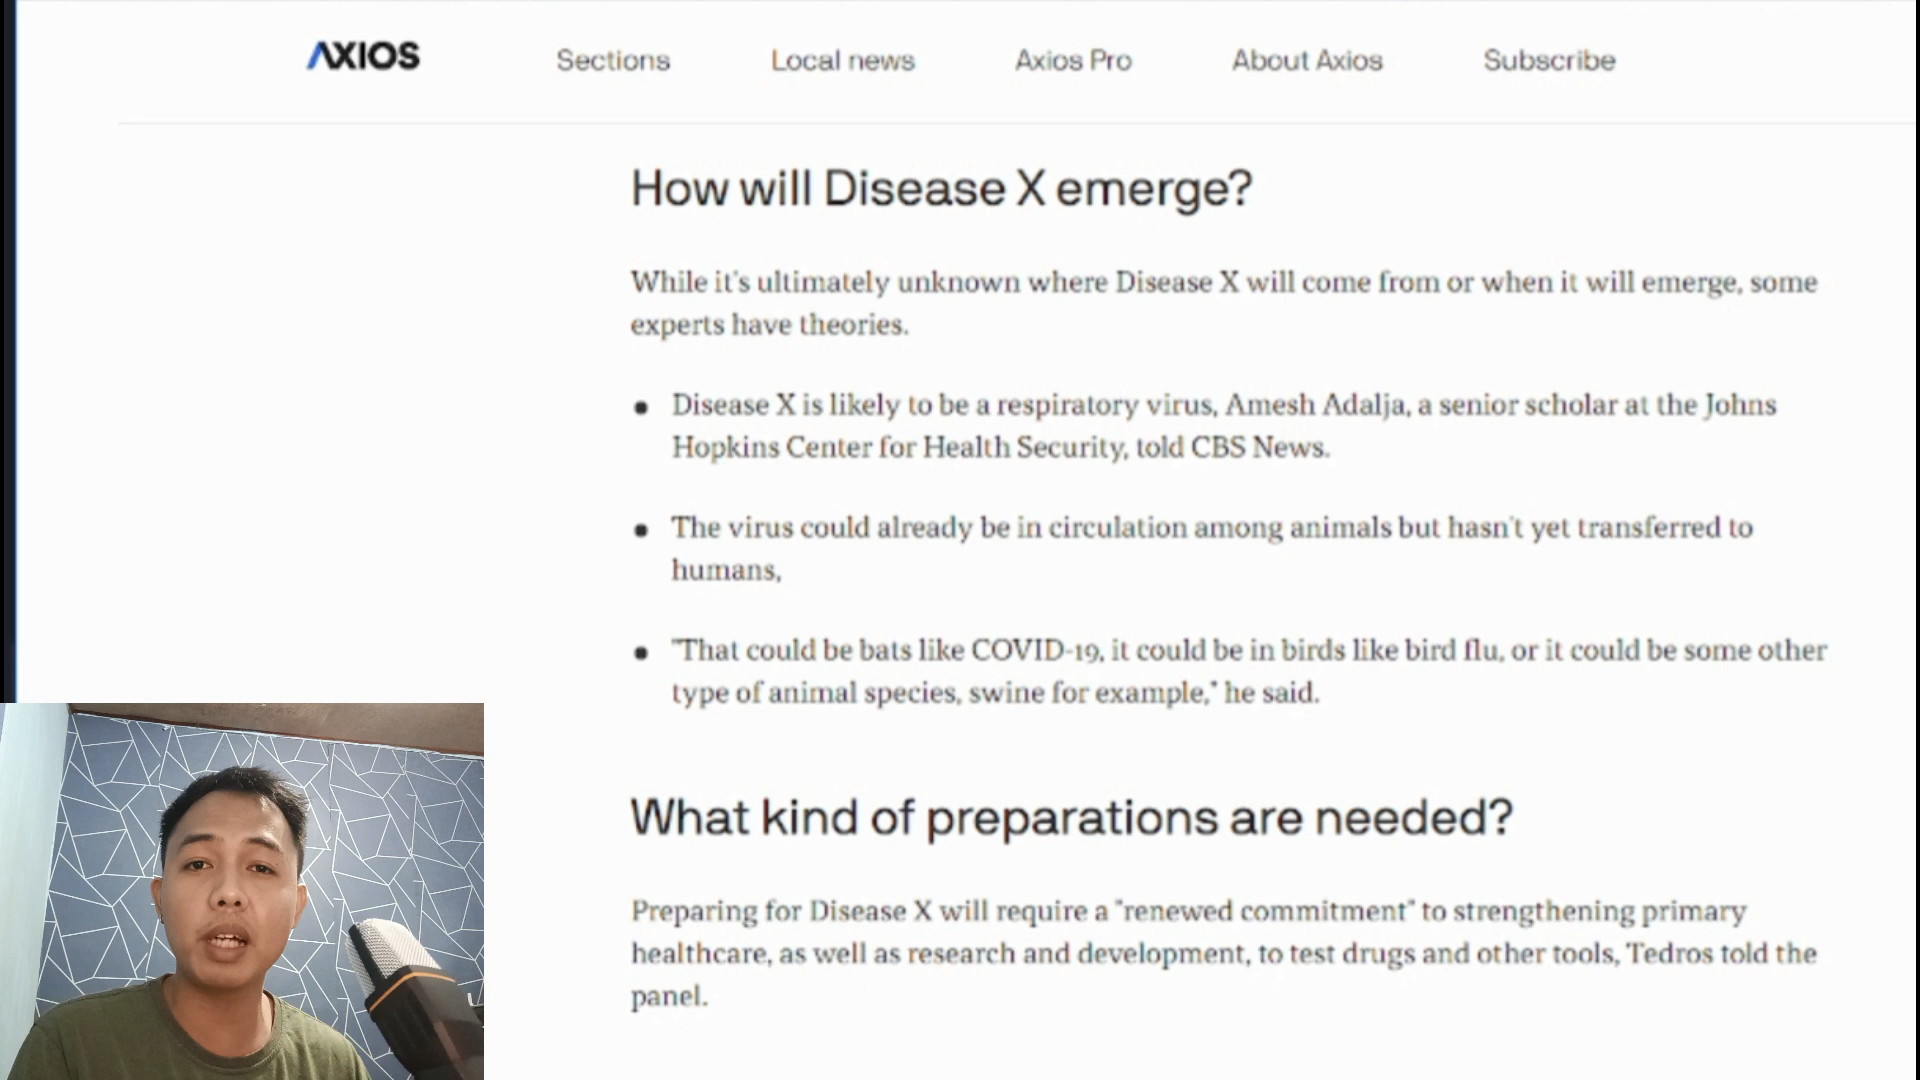 AXIOS Sections Local news Axios Pro About Axios Subscribe
How will Disease X emerge?
While it's ultimately unknown where Disease X will come from or when it will emerge, some
experts have theories.
• Disease X is likely to be a respiratory virus, Amesh Adalja, a senior scholar at the Johns
Hopkins Center for Health Security, told CBS News.
• The virus could already be in circulation among animals but hasn't yet transferred to
humans,
• "That could be bats like COVID-19, it could be in birds like bird flu, or it could be some other
type of animal species, swine for example," he said.
What kind of preparations are needed?
Preparing for Disease X will require a "renewed commitment" to strengthening primary
healthcare, as well as research and development, to test drugs and other tools, Tedros told the
panel.